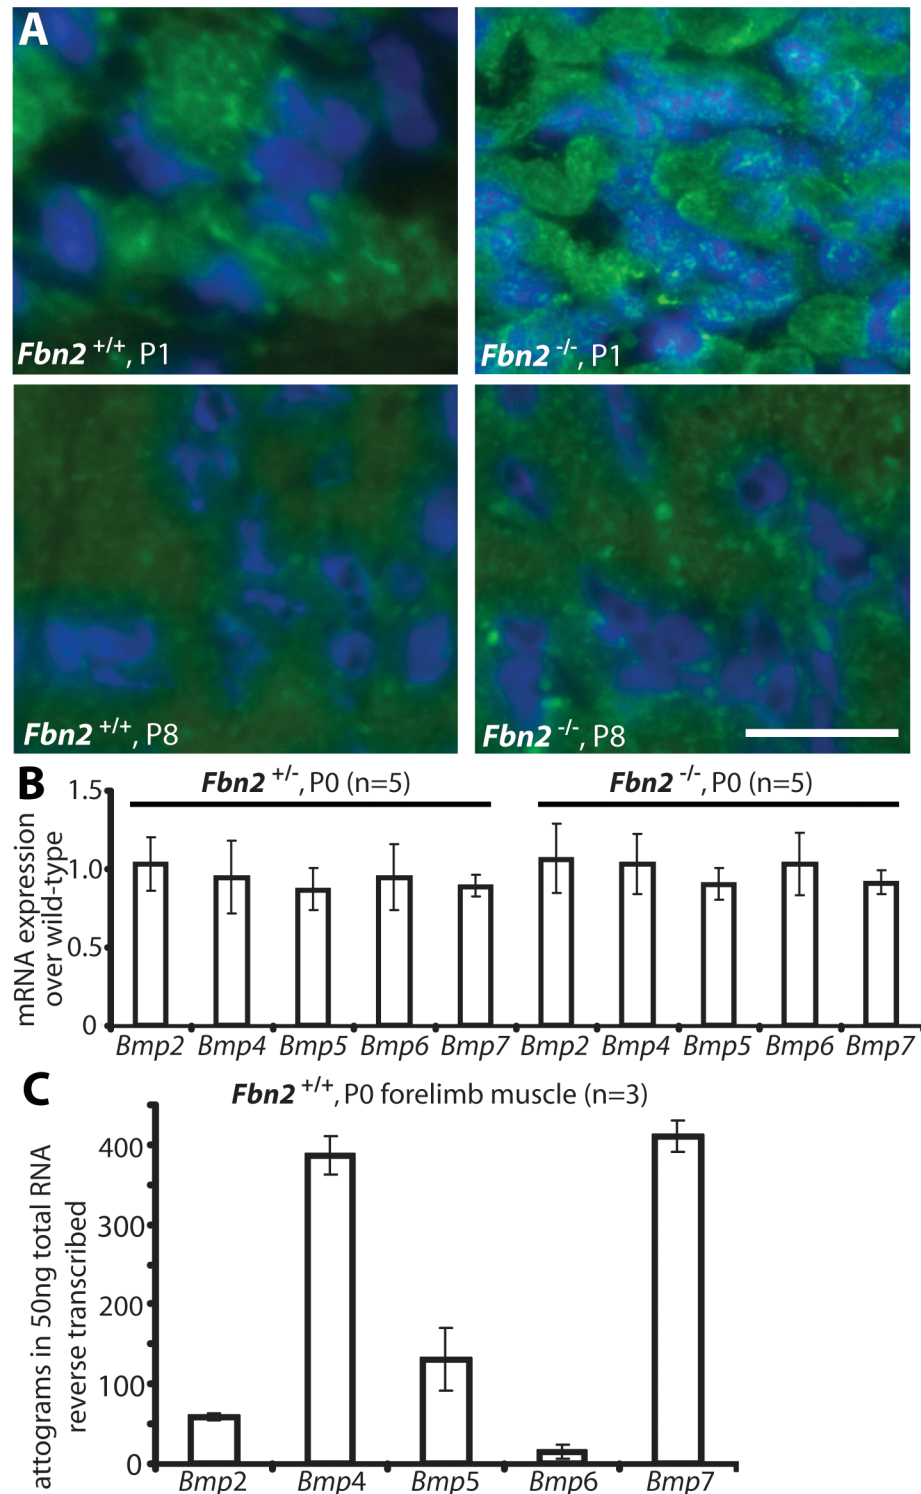 A
Fbn2 +/+, P1
Fbn2 -/-, P1
Fbn2 +/+, P8
Fbn2 -/-, P8
B
Fbn2 +/-, P0 (n=5)
Fbn2 -/-, P0 (n=5)
mRNA expression
over wild-type
1.5
1.0
0.5
0
Bmp2 Bmp4 Bmp5 Bmp6 Bmp7 Bmp2 Bmp4 Bmp5 Bmp6 Bmp7
C
Fbn2 +/+, P0 forelimb muscle (n=3)
attograms in 50ng total RNA
reverse transcribed
400
300
200
100
0
Bmp2 Bmp4 Bmp5 Bmp6 Bmp7